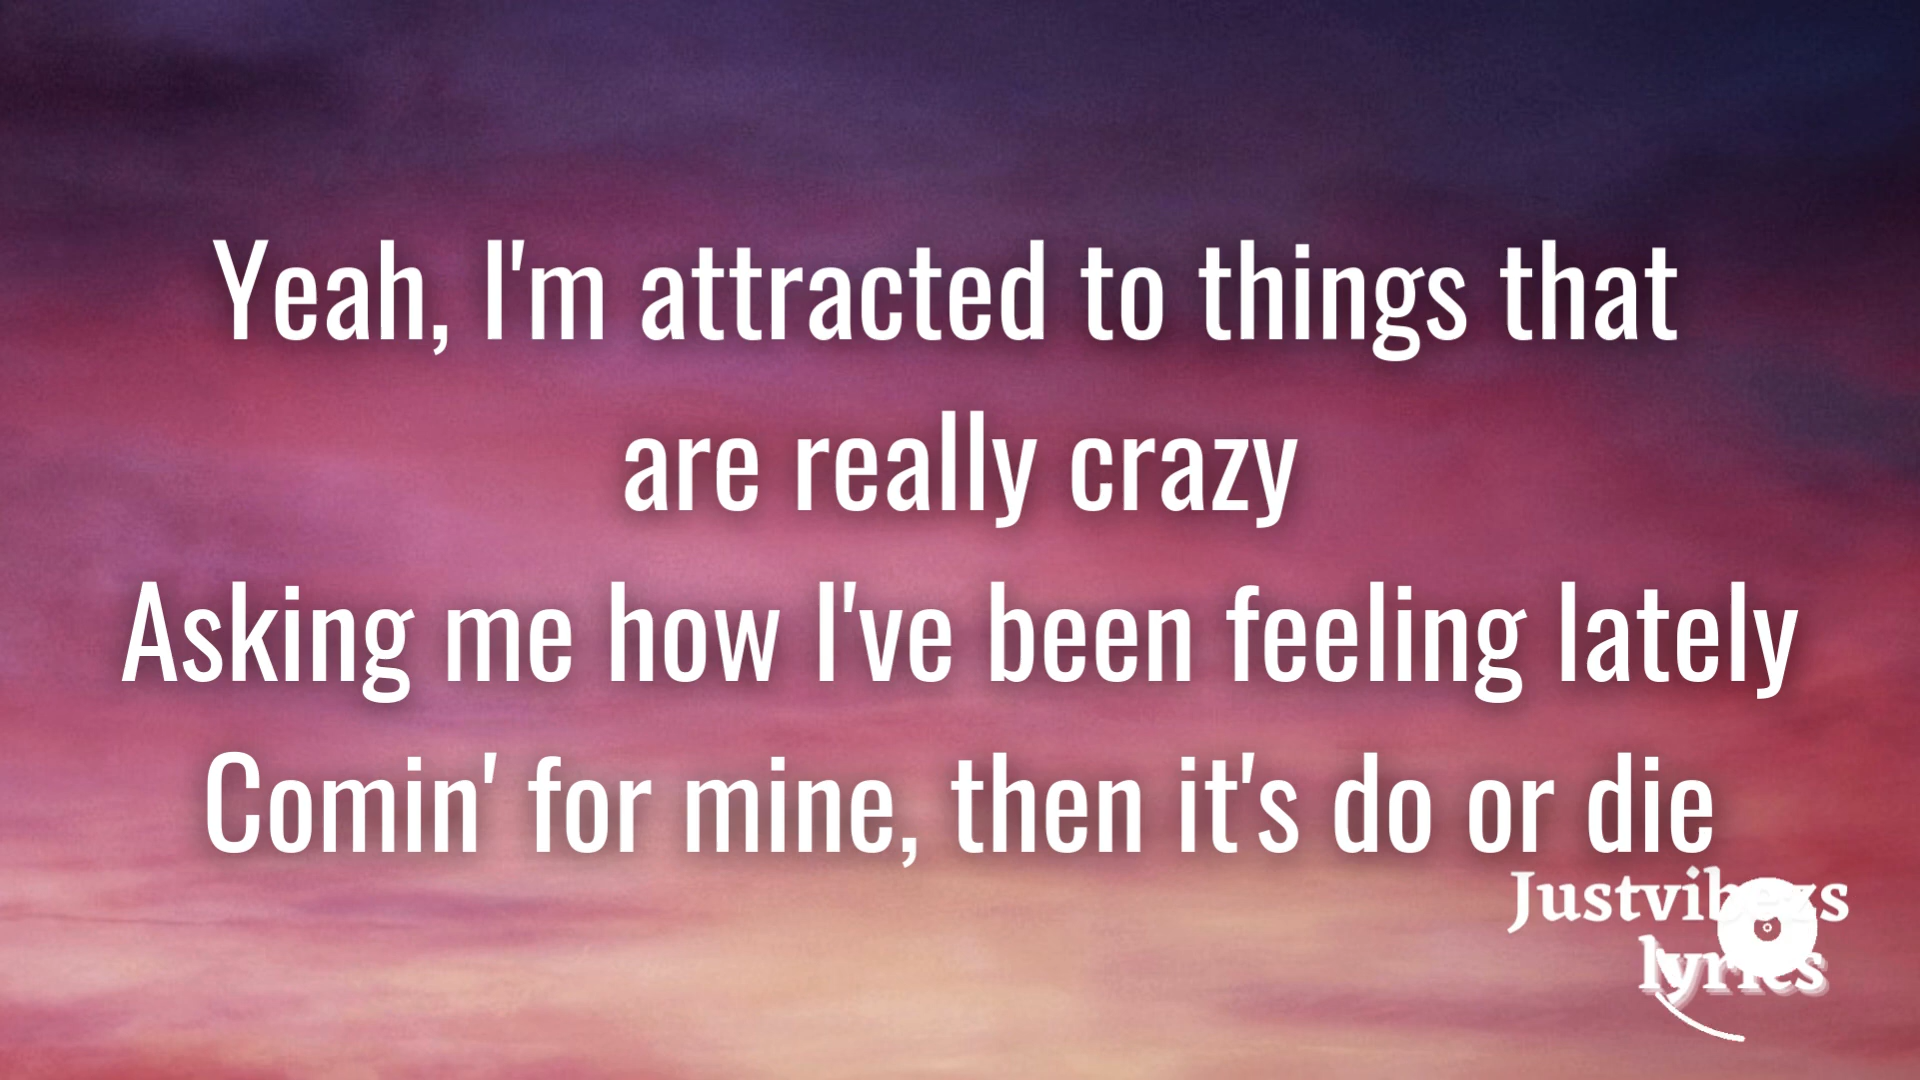 Yeah, I'm attracted to things that
are really crazy
Asking me how I've been feeling lately
Comin' for mine, then it's do or die
Justvibezs
lyrics